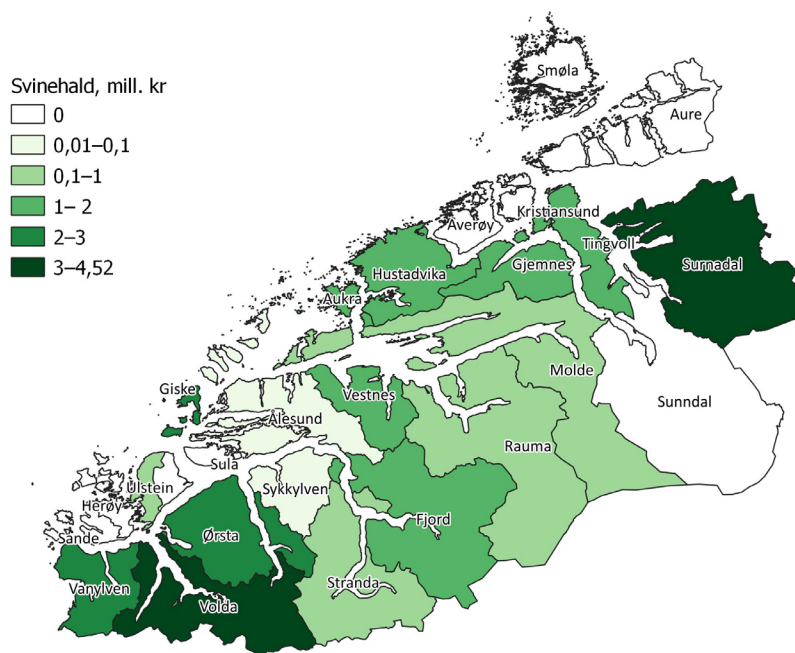 Svinehald, mill. kr
0
0,01–0,1
0,1–1
1– 2
2–3
3–4,52
Smøla
Aure
Averøy
Kristiansund
Tingvoll
Surnadal
Hustadvika
Gjemnes
Aukra
Molde
Sunndal
Giske
Vestnes
Ålesund
Rauma
Sula
Sykkylven
Ulstein
Herøy
Fjord
Sande
Ørsta
Vanylven
Stranda
Volda